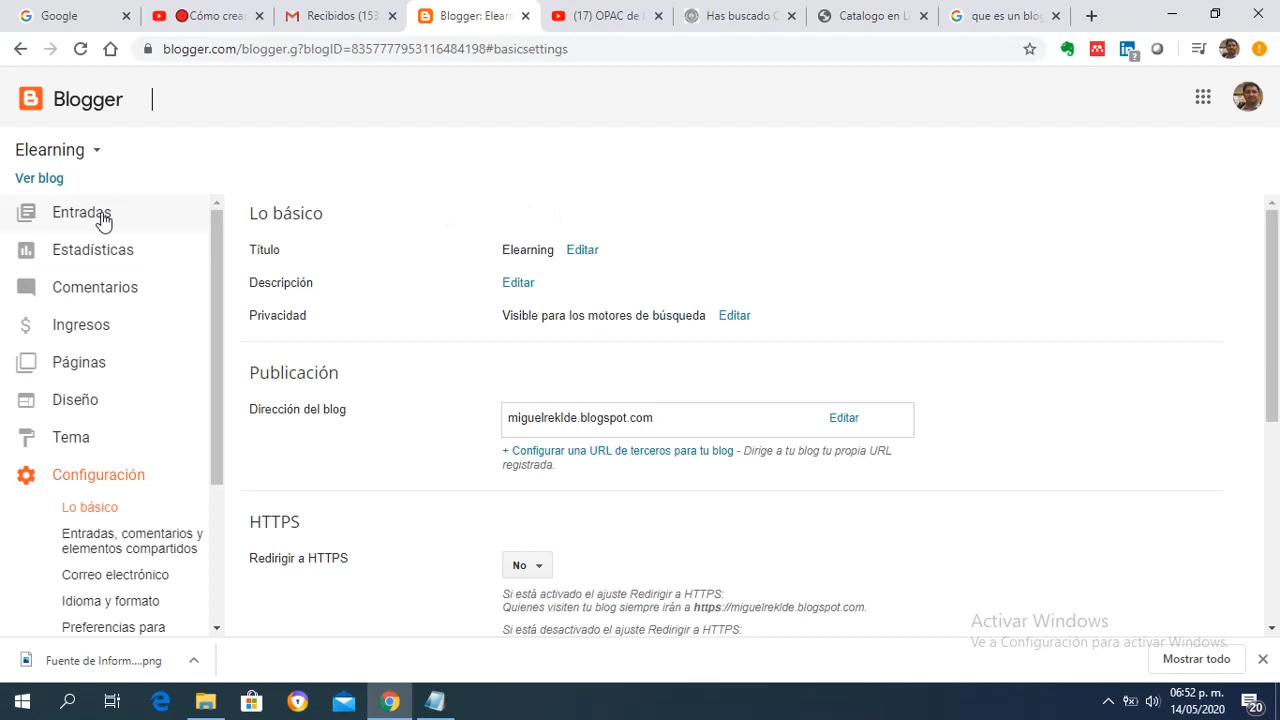 Google
Cómo crea
Recibidos (153
Blogger: Elearn
(17) OPAC de
Has buscado C
Catalogo en Lí
que es un blog
blogger.com/blogger.g?blogID=8357777953116484198#basicsettings
Blogger
Elearning
Ver blog
Entradas
Estadísticas
Comentarios
Ingresos
Páginas
Diseño
Tema
Configuración
Lo básico
Entradas, comentarios y
elementos compartidos
Correo electrónico
Idioma y formato
Preferencias para
Lo básico
Título Elearning Editar
Descripción Editar
Privacidad Visible para los motores de búsqueda Editar
Publicación
Dirección del blog miguelreklde.blogspot.com Editar
+ Configurar una URL de terceros para tu blog - Dirige a tu blog tu propia URL
registrada.
HTTPS
Redirigir a HTTPS No
Si está activado el ajuste Redirigir a HTTPS:
Quienes visiten tu blog siempre irán a https://miguelreklde.blogspot.com.
Si está desactivado el ajuste Redirigir a HTTPS:
Activar Windows
Ve a Configuración para activar Windows.
Fuente de Inform....png
Mostrar todo
06:52 p. m.
14/05/2020
20